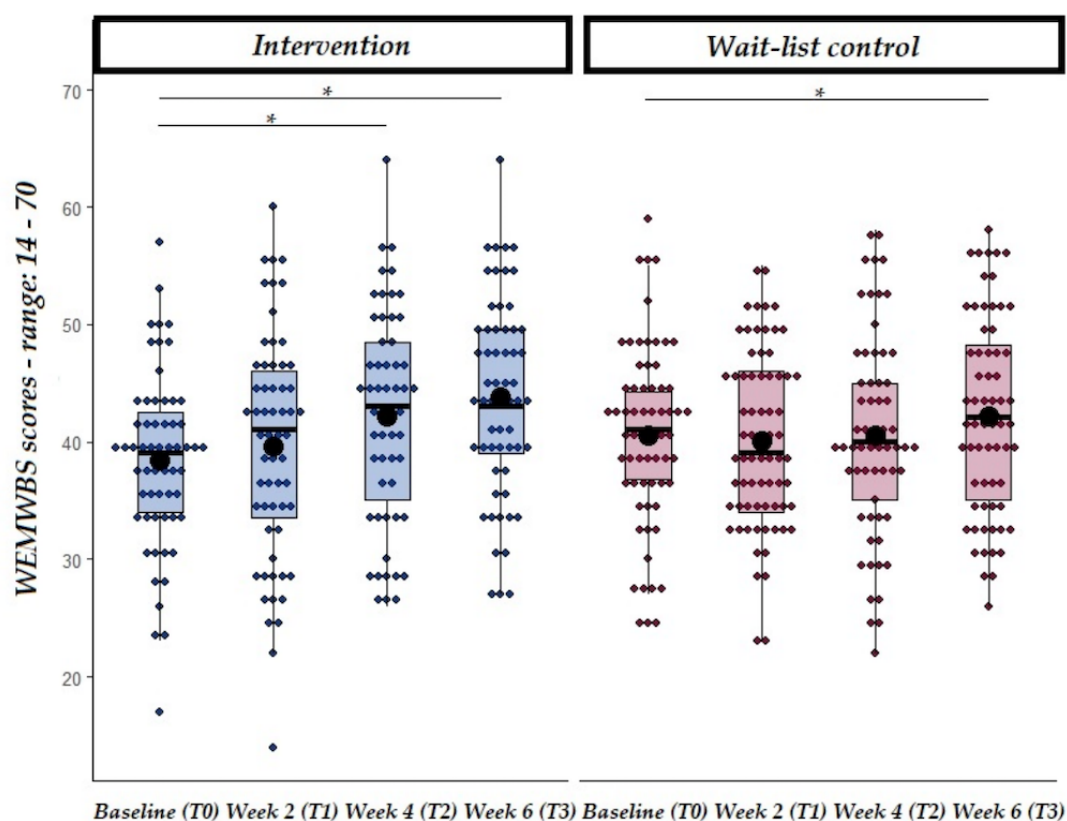 Intervention
Wait-list control
70
60
50
40
30
20
WEMWBS scores - range: 14 - 70
*
*
*
Baseline (T0) Week 2 (T1) Week 4 (T2) Week 6 (T3) Baseline (T0) Week 2 (T1) Week 4 (T2) Week 6 (T3)